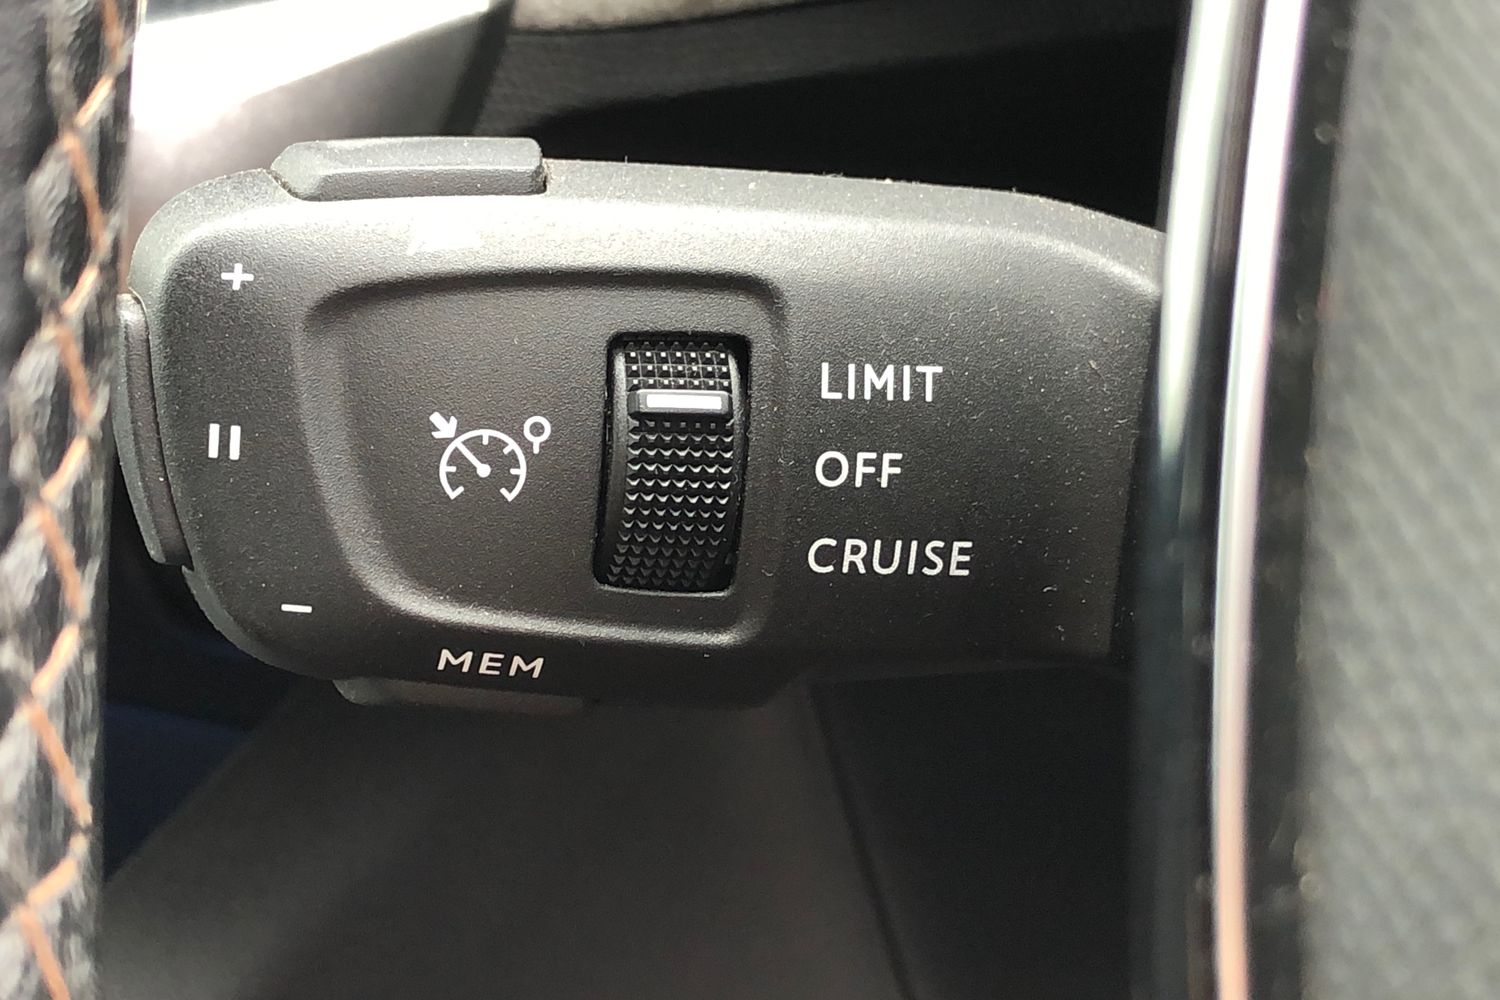 +
LIMIT
II
OFF
CRUISE
–
MEM